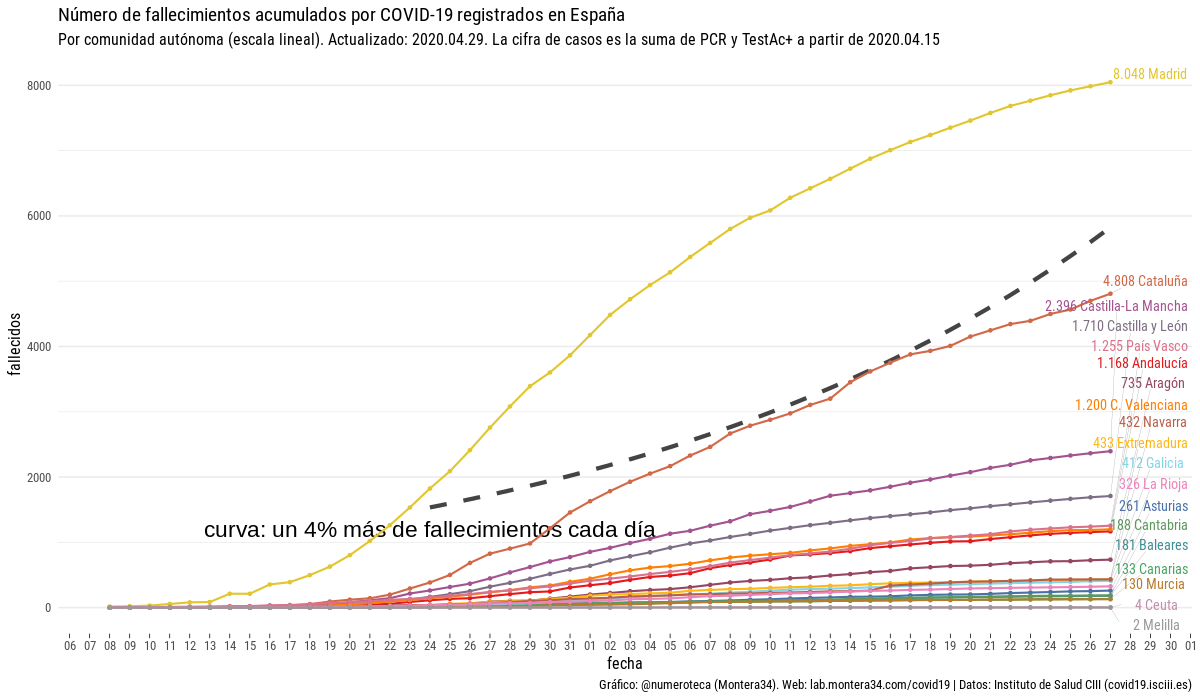 Número de fallecimientos acumulados por COVID-19 registrados en España
Por comunidad autónoma (escala lineal). Actualizado: 2020.04.29. La cifra de casos es la suma de PCR y TestAc+ a partir de 2020.04.15
fallecidos
8000
6000
4000
2000
0
8.048 Madrid
4.808 Cataluña
2.396 Castilla-La Mancha
1.710 Castilla y León
1.255 País Vasco
1.168 Andalucía
735 Aragón
1.200 C. Valenciana
432 Navarra
433 Extremadura
412 Galicia
326 La Rioja
261 Asturias
188 Cantabria
181 Baleares
133 Canarias
130 Murcia
4 Ceuta
2 Melilla
curva: un 4% más de fallecimientos cada día
06 07 08 09 10 11 12 13 14 15 16 17 18 19 20 21 22 23 24 25 26 27 28 29 30 31 01 02 03 04 05 06 07 08 09 10 11 12 13 14 15 16 17 18 19 20 21 22 23 24 25 26 27 28 29 30 01
fecha
Gráfico: @numeroteca (Montera34). Web: lab.montera34.com/covid19 | Datos: Instituto de Salud CIII (covid19.isciii.es)